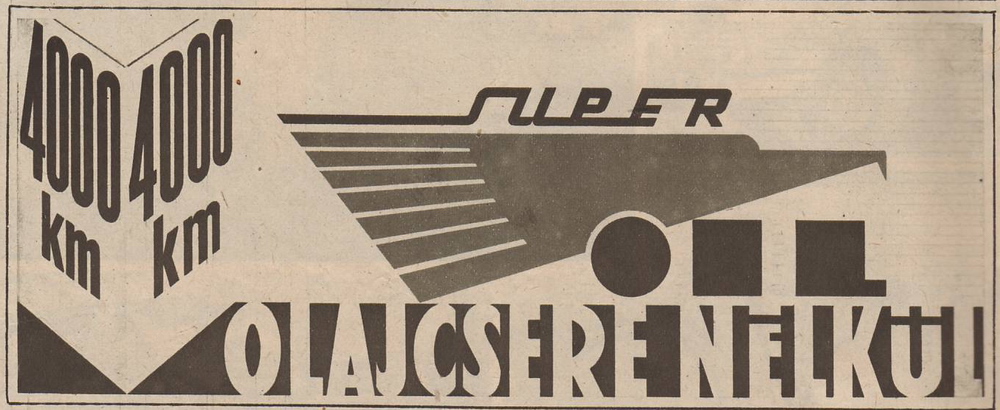 4000 4000
km km
SUPER
OIL
OLAJCSERE NÉLKÜL